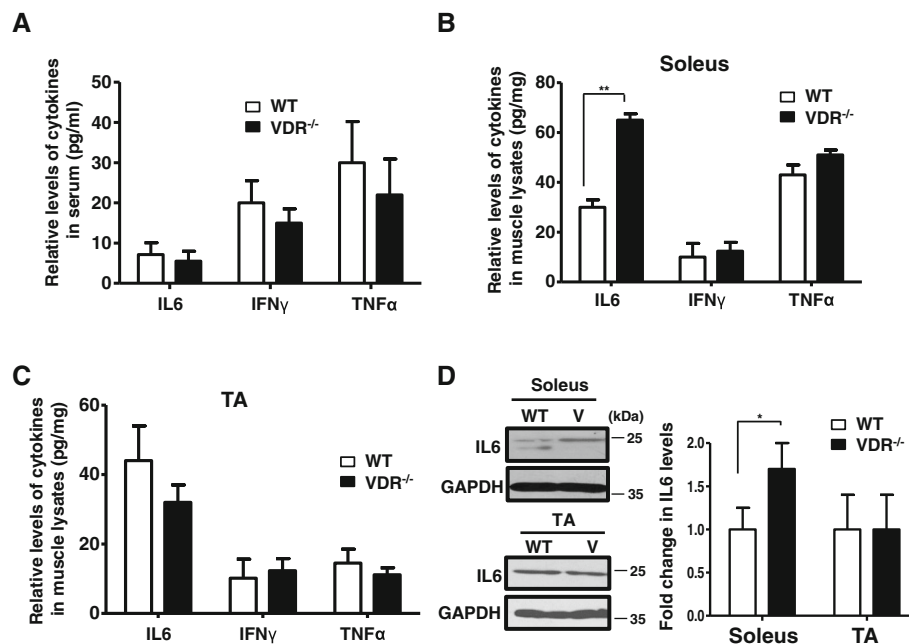 A
Relative levels of cytokines
in serum (pg/ml)
50
40
30
20
10
0
WT
VDR-/-
IL6
IFNγ
TNFα
B
Soleus
Relative levels of cytokines
in muscle lysates (pg/mg)
80
60
40
20
0
**
WT
VDR-/-
IL6
IFNγ
TNFα
C
TA
Relative levels of cytokines
in muscle lysates (pg/mg)
60
40
20
0
WT
VDR-/-
IL6
IFNγ
TNFα
D
Soleus
WT V (kDa)
IL6
25
GAPDH
35
TA
WT V
IL6
25
GAPDH
35
Fold change in IL6 levels
2.0
1.5
1.0
0.5
0.0
*
WT
VDR-/-
Soleus
TA